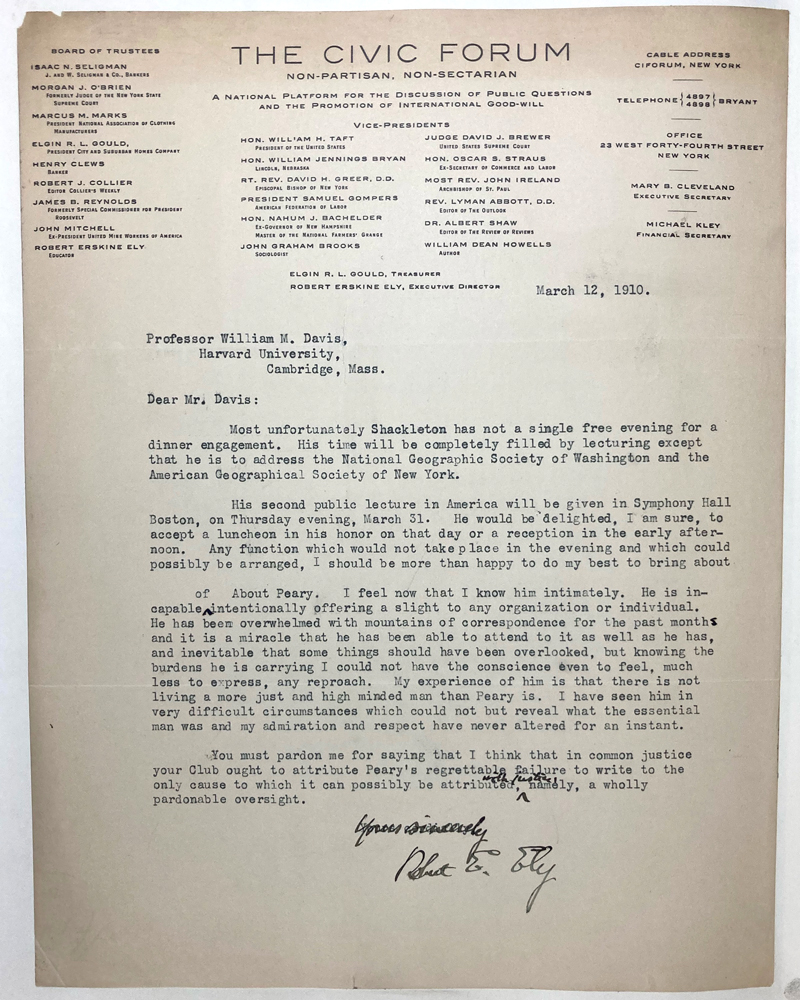 BOARD OF TRUSTEES
ISAAC N. SELIGMAN
J. AND W. SELIGMAN & CO., BANKERS
MORGAN J. O'BRIEN
FORMERLY JUDGE OF THE NEW YORK STATE
SUPREME COURT
MARCUS M. MARKS
PRESIDENT NATIONAL ASSOCIATION OF CLOTHING
MANUFACTURERS
ELGIN R. L. GOULD,
PRESIDENT CITY AND SUBURBAN HOMES COMPANY
HENRY CLEWS
BANKER
ROBERT J. COLLIER
EDITOR COLLIER'S WEEKLY
JAMES B. REYNOLDS
FORMERLY SPECIAL COMMISSIONER FOR PRESIDENT
ROOSEVELT
JOHN MITCHELL
EX-PRESIDENT UNITED MINE WORKERS OF AMERICA
ROBERT ERSKINE ELY
EDUCATOR
THE CIVIC FORUM
NON-PARTISAN, NON-SECTARIAN
A NATIONAL PLATFORM FOR THE DISCUSSION OF PUBLIC QUESTIONS
AND THE PROMOTION OF INTERNATIONAL GOOD-WILL
VICE-PRESIDENTS
HON. WILLIAM H. TAFT
PRESIDENT OF THE UNITED STATES
HON. WILLIAM JENNINGS BRYAN
LINCOLN, NEBRASKA
RT. REV. DAVID H. GREER, D.D.
EPISCOPAL BISHOP OF NEW YORK
PRESIDENT SAMUEL GOMPERS
AMERICAN FEDERATION OF LABOR
HON. NAHUM J. BACHELDER
EX-GOVERNOR OF NEW HAMPSHIRE
MASTER OF THE NATIONAL FARMERS' GRANGE
JOHN GRAHAM BROOKS
SOCIOLOGIST
JUDGE DAVID J. BREWER
UNITED STATES SUPREME COURT
HON. OSCAR S. STRAUS
EX-SECRETARY OF COMMERCE AND LABOR
MOST REV. JOHN IRELAND
ARCHBISHOP OF ST. PAUL
REV. LYMAN ABBOTT, D.D.
EDITOR OF THE OUTLOOK
DR. ALBERT SHAW
EDITOR OF THE REVIEW OF REVIEWS
WILLIAM DEAN HOWELLS
AUTHOR
ELGIN R. L. GOULD, TREASURER
ROBERT ERSKINE ELY, EXECUTIVE DIRECTOR
CABLE ADDRESS
CIFORUM, NEW YORK
TELEPHONE { 4897 4898 } BRYANT
OFFICE
23 WEST FORTY-FOURTH STREET
NEW YORK
MARY B. CLEVELAND
EXECUTIVE SECRETARY
MICHAEL KLEY
FINANCIAL SECRETARY
March 12, 1910.
Professor William M. Davis,
Harvard University,
Cambridge, Mass.
Dear Mr. Davis:
Most unfortunately Shackleton has not a single free evening for a
dinner engagement. His time will be completely filled by lecturing except
that he is to address the National Geographic Society of Washington and the
American Geographical Society of New York.
His second public lecture in America will be given in Symphony Hall
Boston, on Thursday evening, March 31. He would be delighted, I am sure, to
accept a luncheon in his honor on that day or a reception in the early after-
noon. Any function which would not take place in the evening and which could
possibly be arranged, I should be more than happy to do my best to bring about
of About Peary. I feel now that I know him intimately. He is in-
capable intentionally offering a slight to any organization or individual.
He has been overwhelmed with mountains of correspondence for the past months
and it is a miracle that he has been able to attend to it as well as he has,
and inevitable that some things should have been overlooked, but knowing the
burdens he is carrying I could not have the conscience even to feel, much
less to express, any reproach. My experience of him is that there is not
living a more just and high minded man than Peary is. I have seen him in
very difficult circumstances which could not but reveal what the essential
man was and my admiration and respect have never altered for an instant.
You must pardon me for saying that I think that in common justice
your Club ought to attribute Peary's regrettable failure to write to the
with justice,
only cause to which it can possibly be attributed, namely, a wholly
pardonable oversight.
Yours sincerely
Robert E. Ely